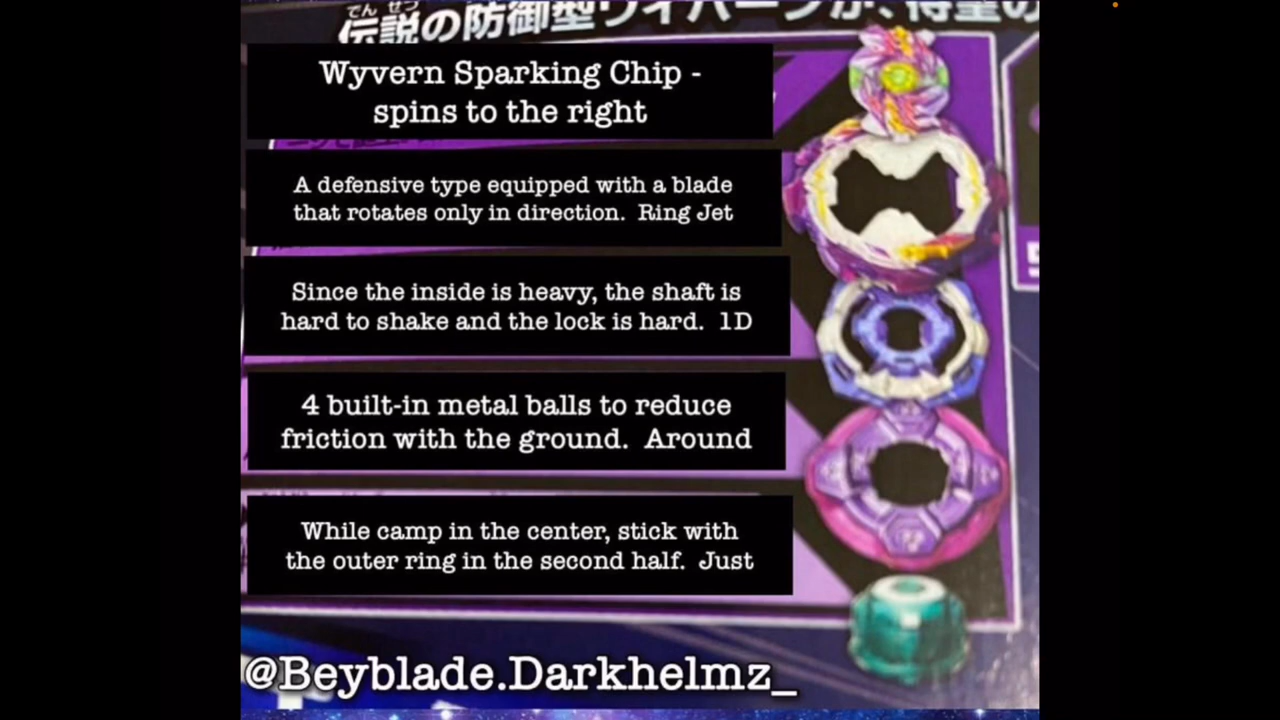 でん せつ
伝説の防御型ワイバーンが、待望の
Wyvern Sparking Chip -
spins to the right
A defensive type equipped with a blade
that rotates only in direction.  Ring Jet
Since the inside is heavy, the shaft is
hard to shake and the lock is hard.  1D
4 built-in metal balls to reduce
friction with the ground.  Around
While camp in the center, stick with
the outer ring in the second half.  Just
@Beyblade.Darkhelmz_